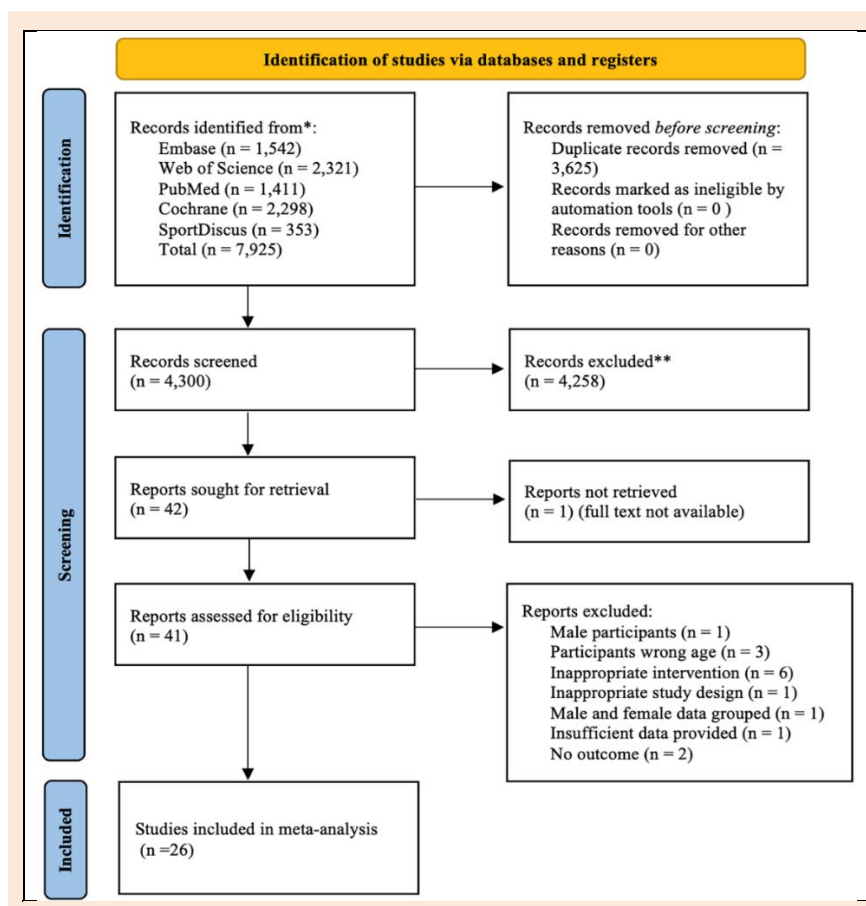 Identification of studies via databases and registers
Identification
Records identified from*:
Embase (n = 1,542)
Web of Science (n = 2,321)
PubMed (n = 1,411)
Cochrane (n = 2,298)
SportDiscus (n = 353)
Total (n = 7,925)
Records removed before screening:
Duplicate records removed (n =
3,625)
Records marked as ineligible by
automation tools (n = 0 )
Records removed for other
reasons (n = 0)
Screening
Records screened
(n = 4,300)
Records excluded**
(n = 4,258)
Reports sought for retrieval
(n = 42)
Reports not retrieved
(n = 1) (full text not available)
Reports assessed for eligibility
(n = 41)
Reports excluded:
Male participants (n = 1)
Participants wrong age (n = 3)
Inappropriate intervention (n = 6)
Inappropriate study design (n = 1)
Male and female data grouped (n = 1)
Insufficient data provided (n = 1)
No outcome (n = 2)
Included
Studies included in meta-analysis
(n =26)